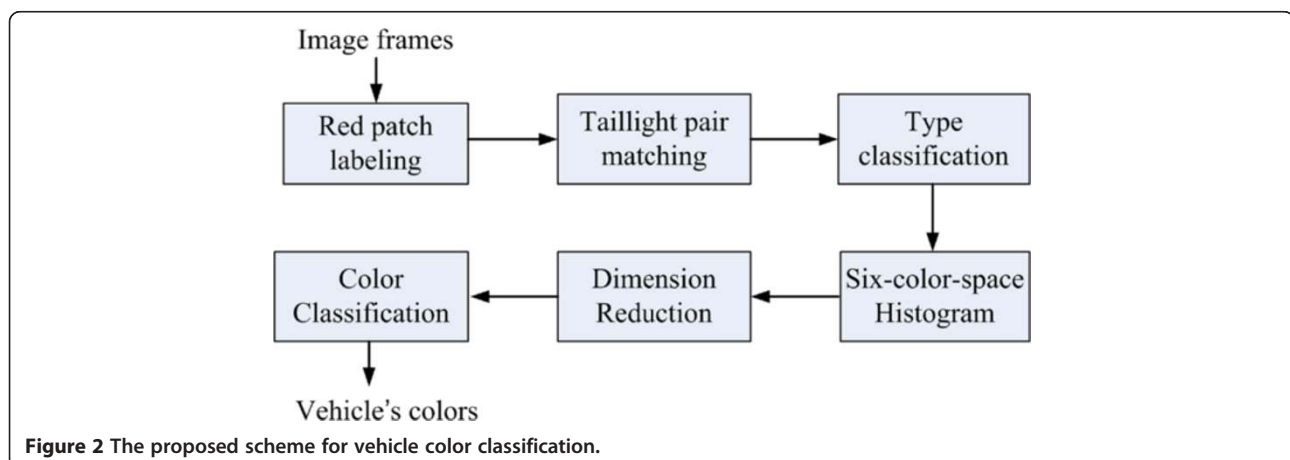 Image frames
Red patch
labeling
Taillight pair
matching
Type
classification
Six-color-space
Histogram
Dimension
Reduction
Color
Classification
Vehicle's colors
Figure 2 The proposed scheme for vehicle color classification.